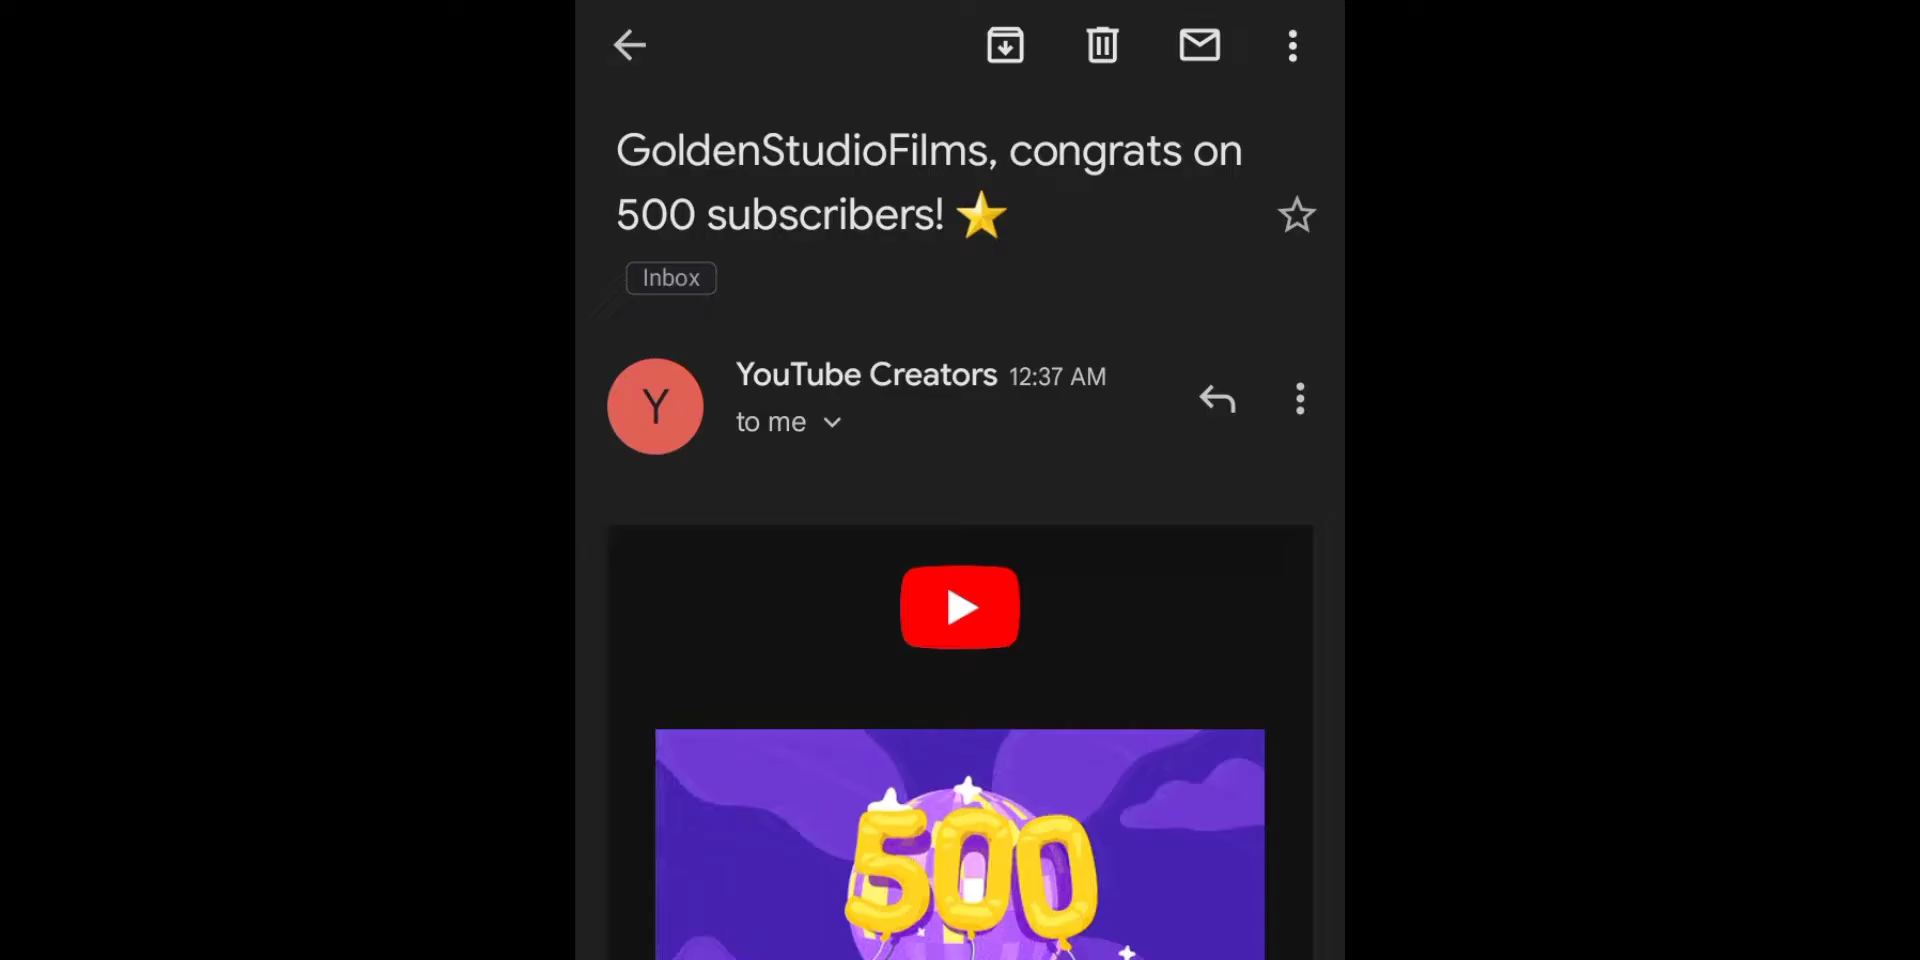 GoldenStudioFilms, congrats on
500 subscribers! ⭐
Inbox
Y
YouTube Creators 12:37 AM
to me
500